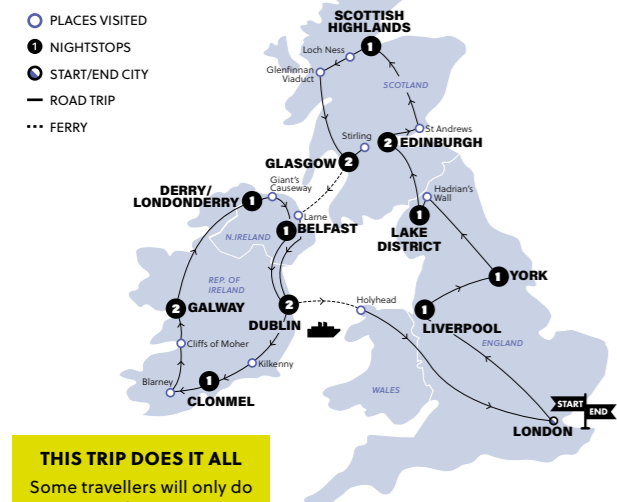 PLACES VISITED
1 NIGHTSTOPS
START/END CITY
ROAD TRIP
FERRY
SCOTTISH
HIGHLANDS
1
Loch Ness
Glenfinnan
Viaduct
SCOTLAND
Stirling
St Andrews
2 EDINBURGH
GLASGOW 2
Giant's
Causeway
DERRY/
LONDONDERRY 1
Larne
1 BELFAST
N.IRELAND
Hadrian's
Wall
1
LAKE
DISTRICT
REP. OF
IRELAND
1 YORK
2 GALWAY
2
DUBLIN
Holyhead
1
LIVERPOOL
ENGLAND
Cliffs of Moher
Kilkenny
Blarney
1
CLONMEL
WALES
START
END
LONDON
THIS TRIP DOES IT ALL
Some travellers will only do